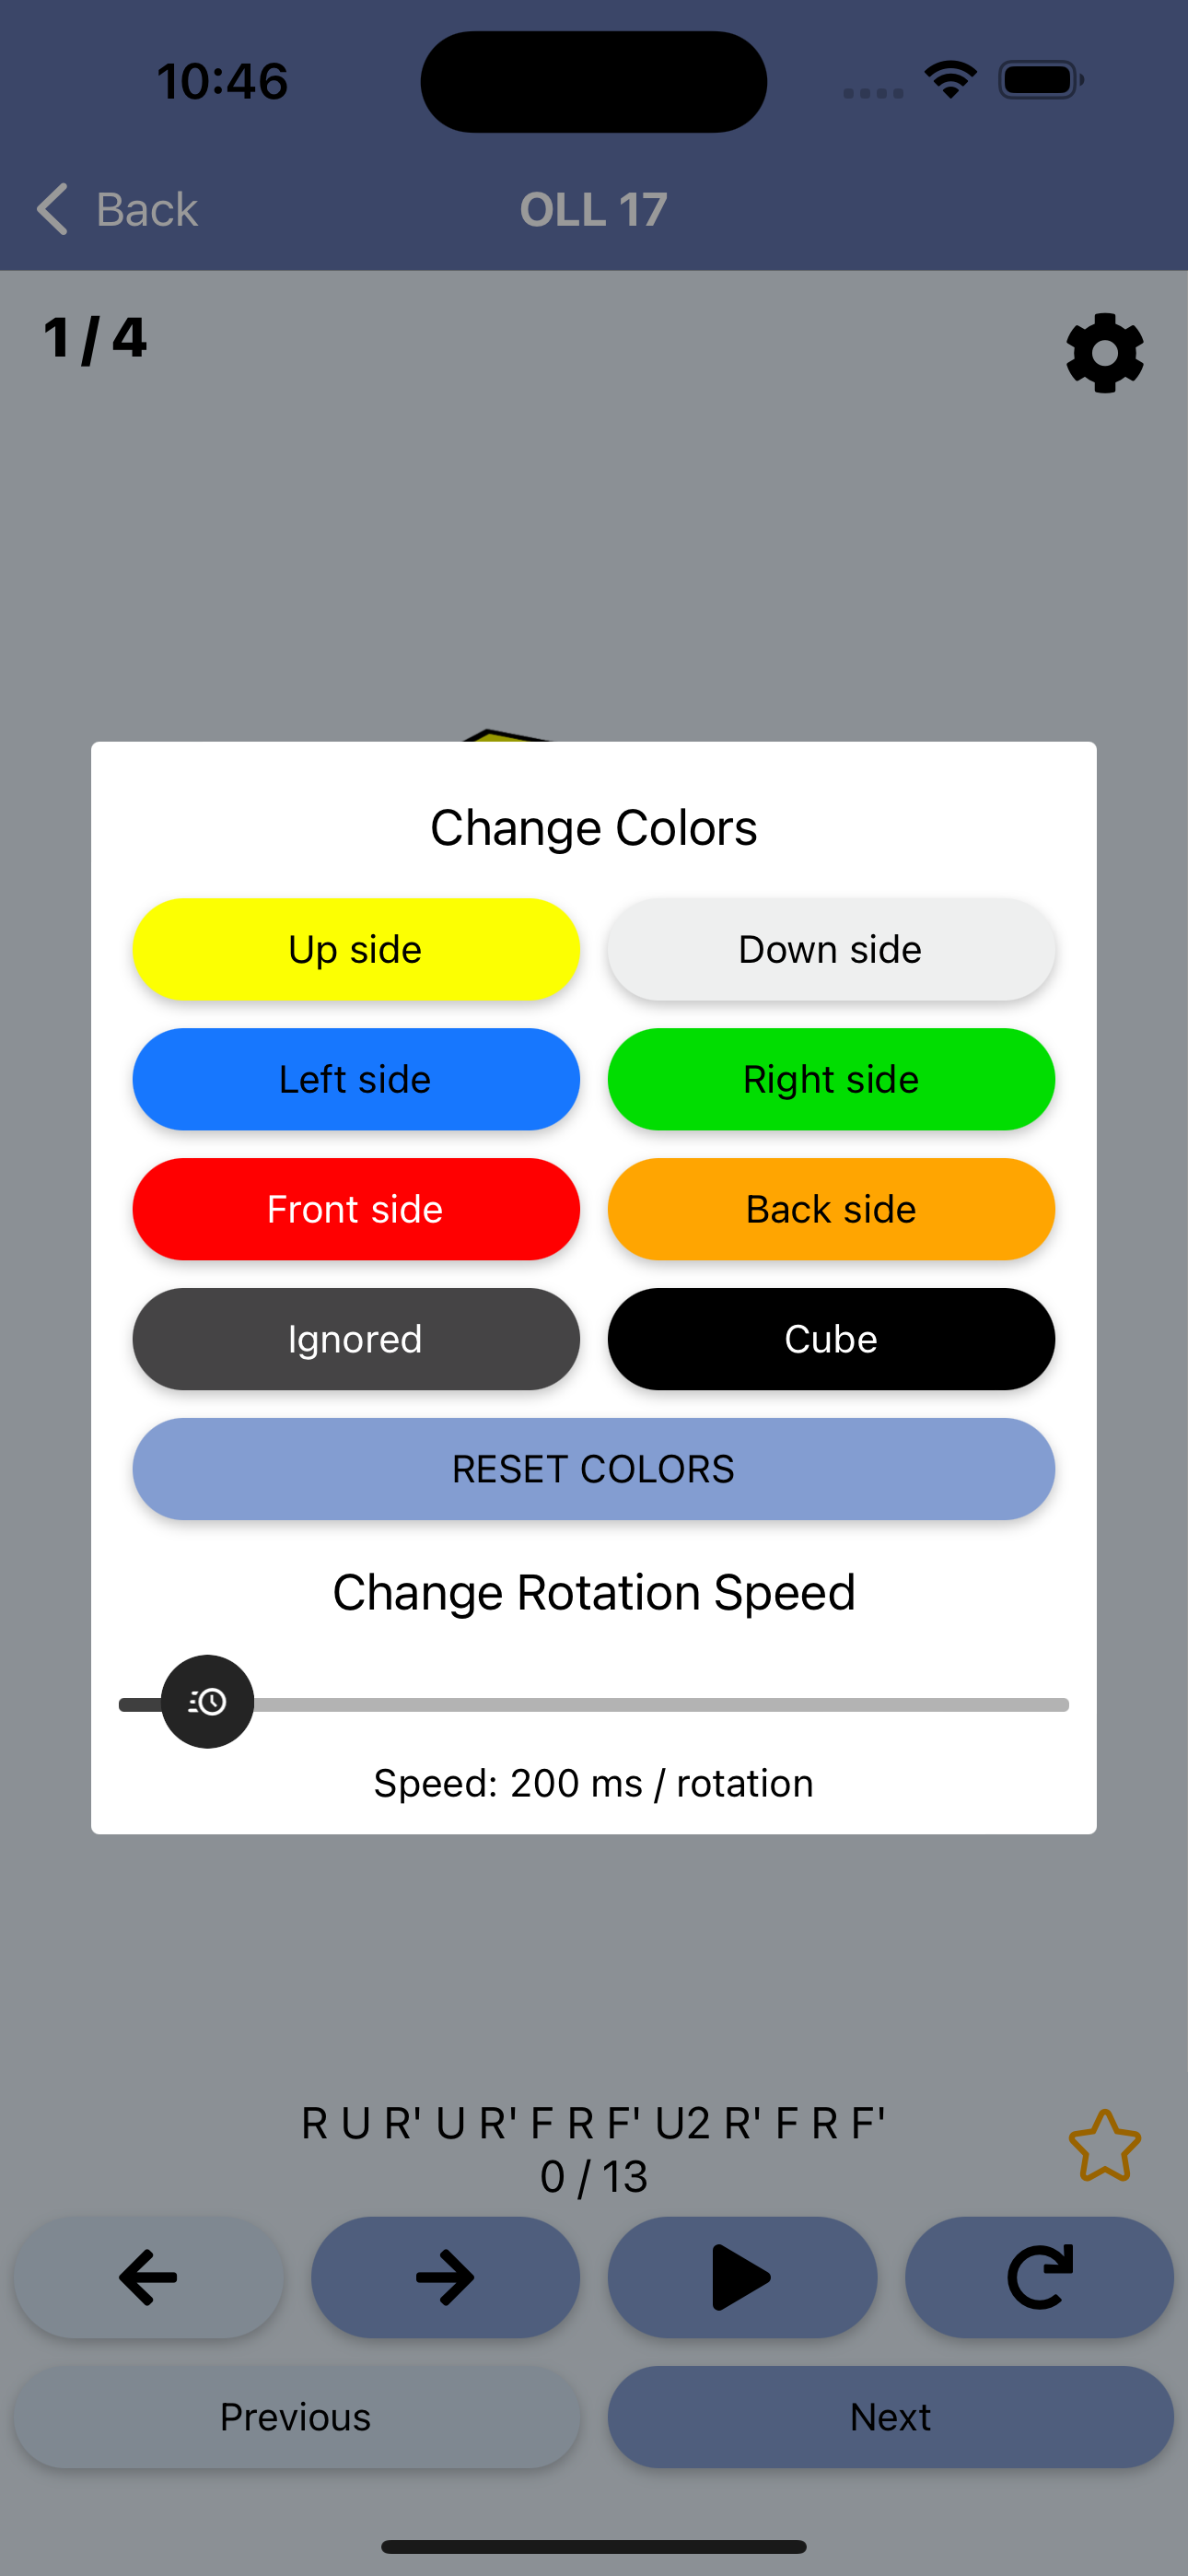 10:46
Back
OLL 17
1 / 4
Change Colors
Up side
Down side
Left side
Right side
Front side
Back side
Ignored
Cube
RESET COLORS
Change Rotation Speed
Speed: 200 ms / rotation
R U R' U R' F R F' U2 R' F R F'
0 / 13
Previous
Next